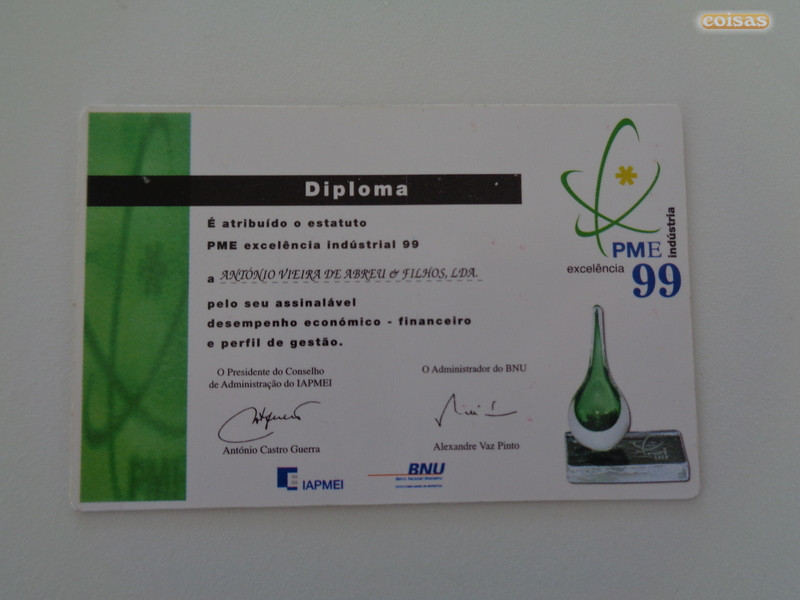 coisas
Diploma
É atribuído o estatuto
PME excelência indústrial 99
a ANTÓNIO VIEIRA DE ABREU & FILHOS, LDA.
pelo seu assinalável
desempenho económico - financeiro
e perfil de gestão.
O Presidente do Conselho
de Administração do IAPMEI
António Castro Guerra
O Administrador do BNU
Alexandre Vaz Pinto
IAPMEI
BNU
PME
indústria
excelência
99
PME